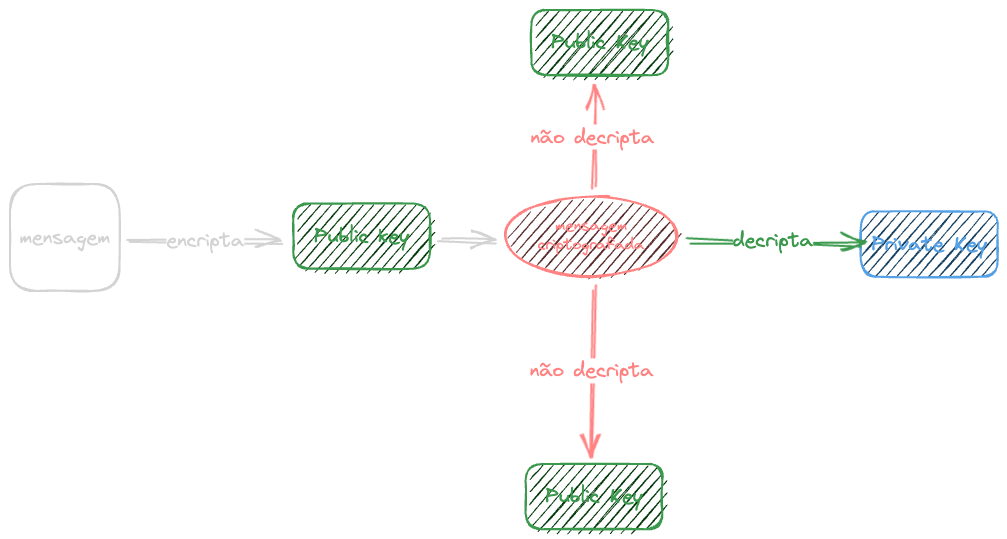 Public Key
não decripta
mensagem
encripta
Public Key
mensagem
criptografada
decripta
Private Key
não decripta
Public Key